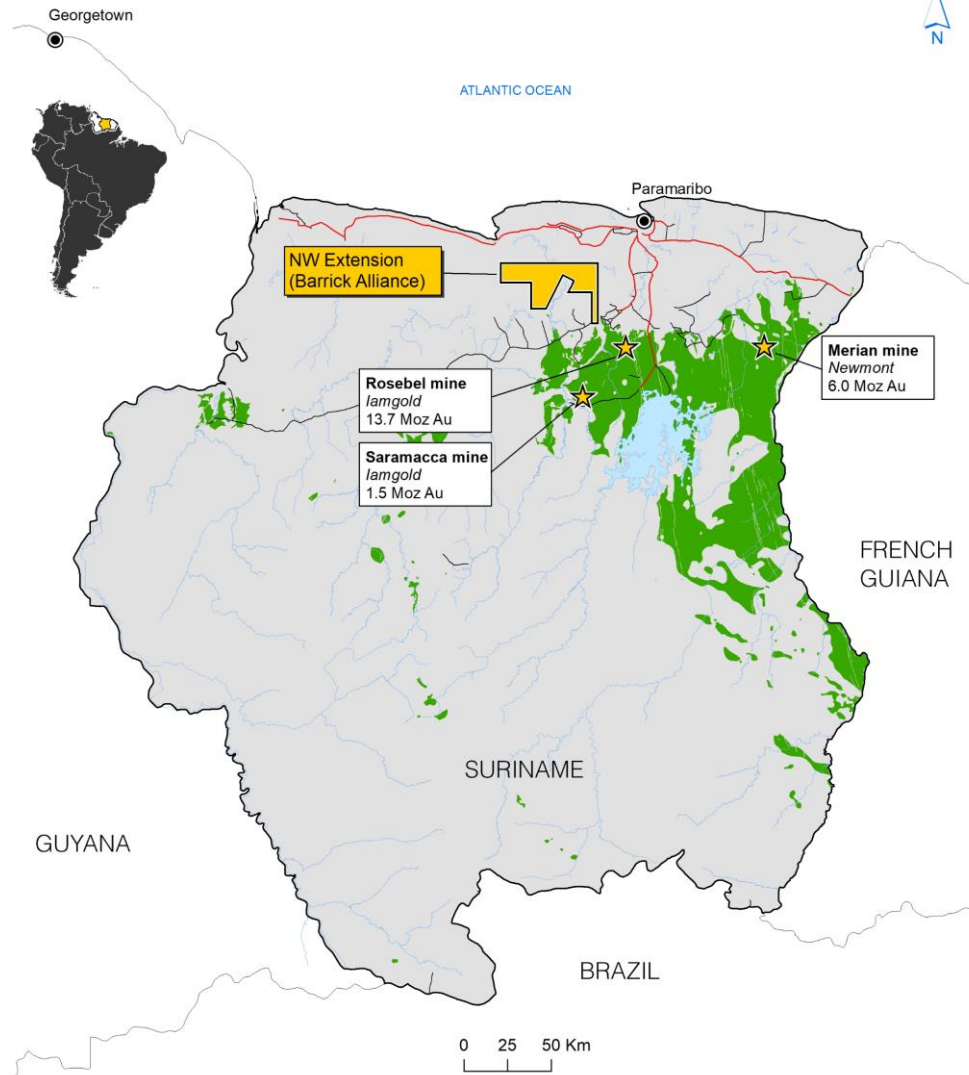 Georgetown
N
ATLANTIC OCEAN
Paramaribo
NW Extension
(Barrick Alliance)
Merian mine
Newmont
6.0 Moz Au
Rosebel mine
Iamgold
13.7 Moz Au
Saramacca mine
Iamgold
1.5 Moz Au
FRENCH
GUIANA
SURINAME
GUYANA
BRAZIL
0 25 50 Km